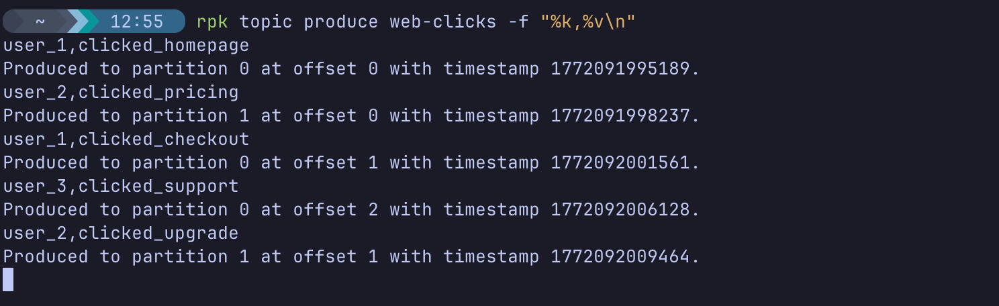 ~ 12:55 rpk topic produce web-clicks -f "%k,%v\n"
user_1,clicked_homepage
Produced to partition 0 at offset 0 with timestamp 1772091995189.
user_2,clicked_pricing
Produced to partition 1 at offset 0 with timestamp 1772091998237.
user_1,clicked_checkout
Produced to partition 0 at offset 1 with timestamp 1772092001561.
user_3,clicked_support
Produced to partition 0 at offset 2 with timestamp 1772092006128.
user_2,clicked_upgrade
Produced to partition 1 at offset 1 with timestamp 1772092009464.